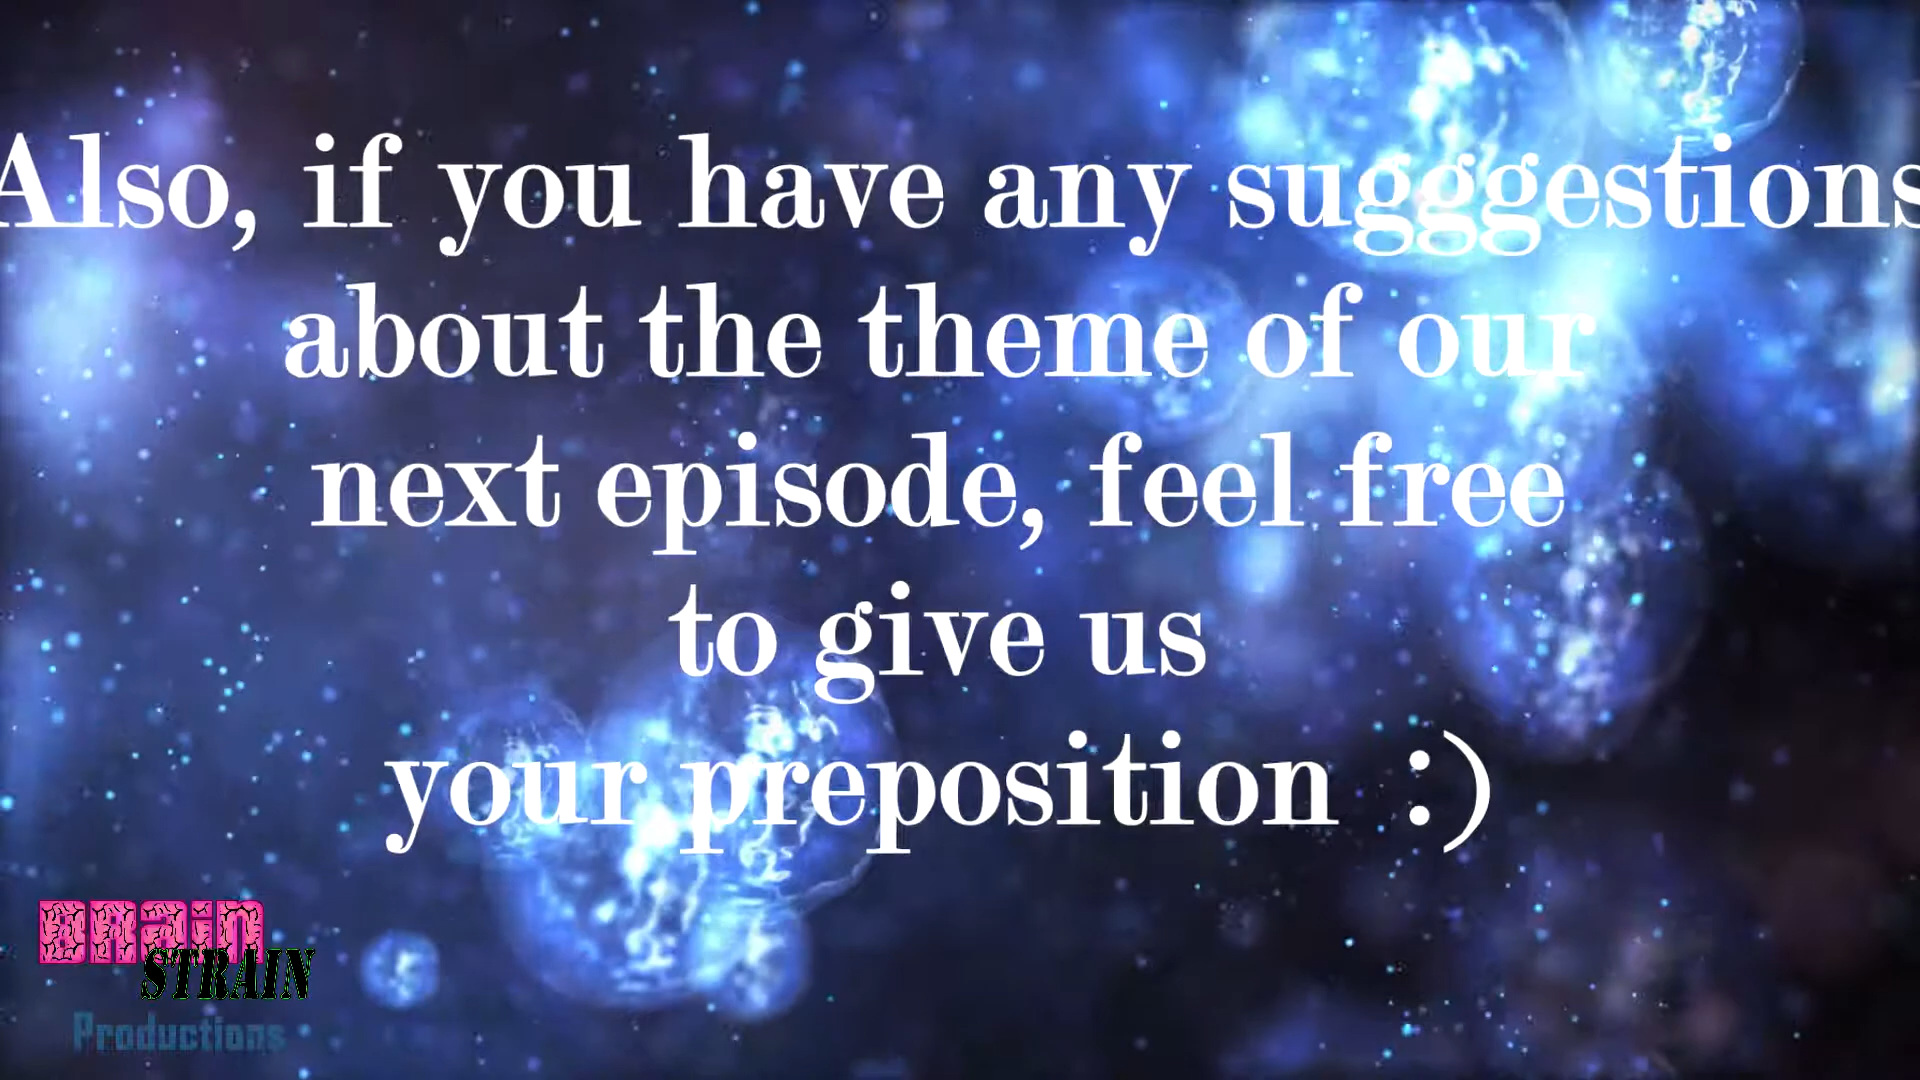 Also, if you have any sugggestions
about the theme of our
next episode, feel free
to give us
your preposition :)
BRain
STRAIN
Productions